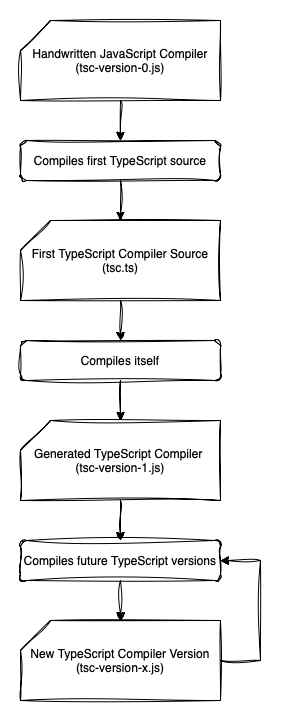 Handwritten JavaScript Compiler
(tsc-version-0.js)
Compiles first TypeScript source
First TypeScript Compiler Source
(tsc.ts)
Compiles itself
Generated TypeScript Compiler
(tsc-version-1.js)
Compiles future TypeScript versions
New TypeScript Compiler Version
(tsc-version-x.js)